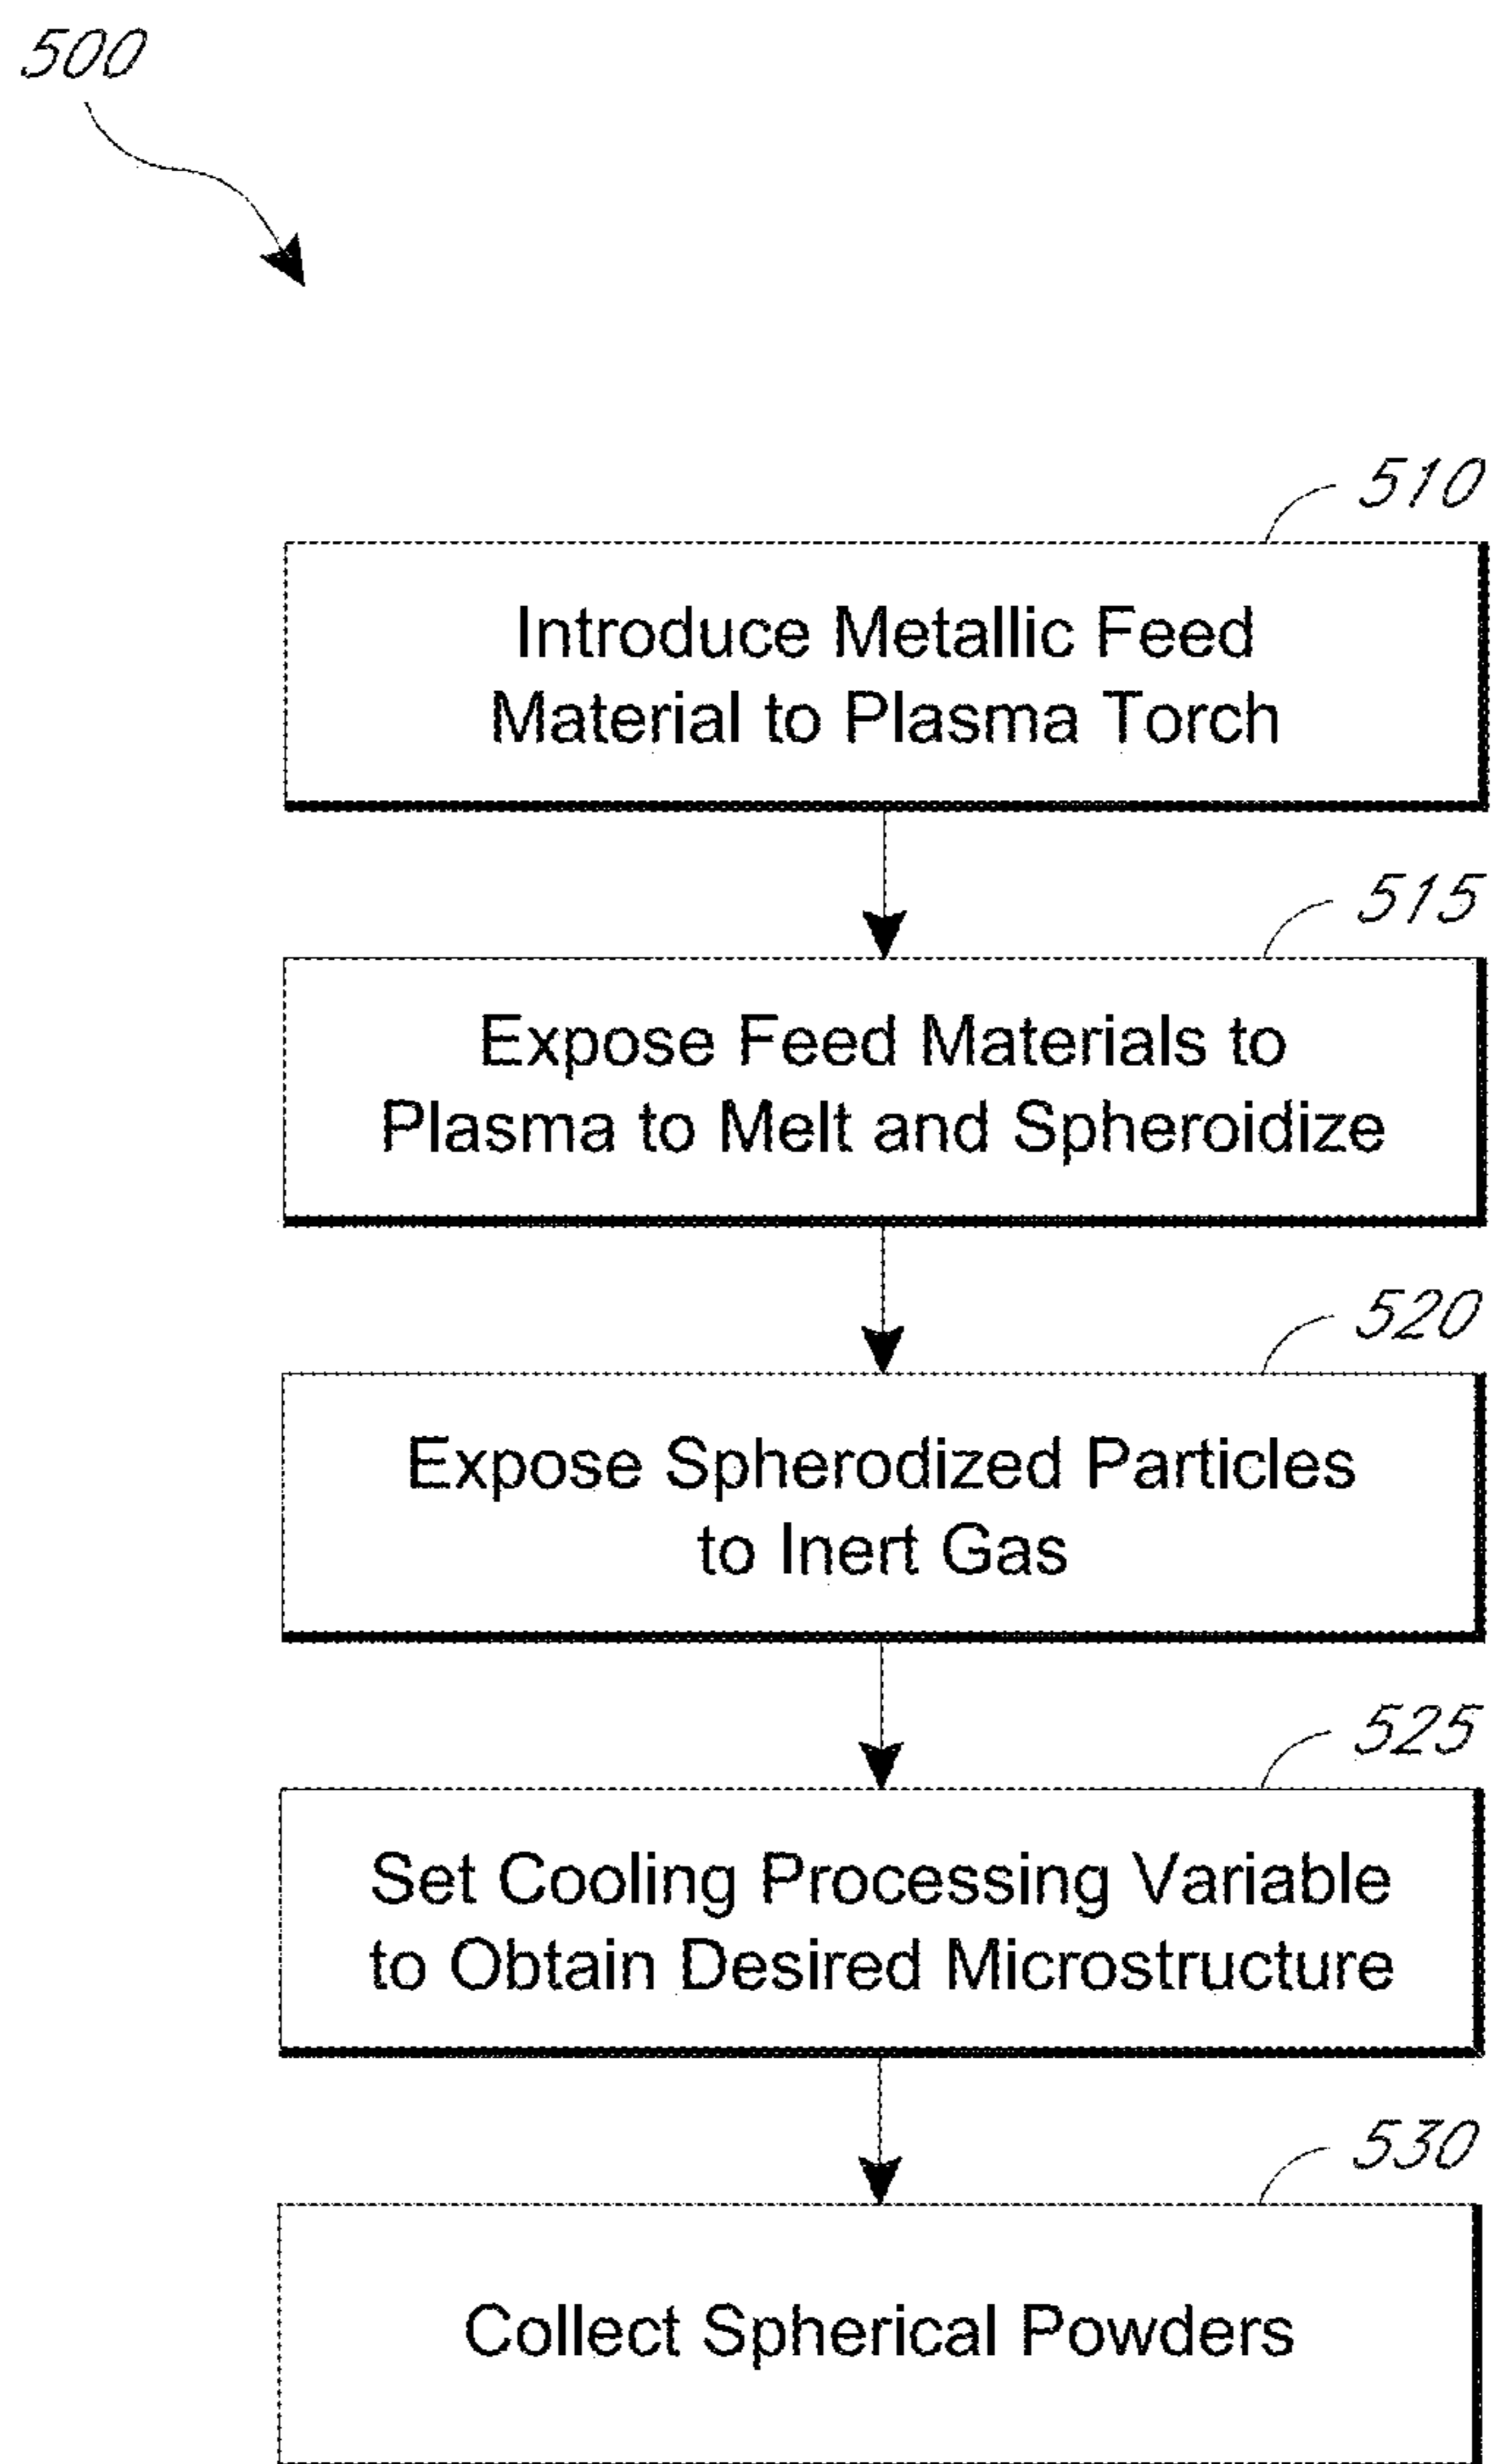 500
510
Introduce Metallic Feed
Material to Plasma Torch
515
Expose Feed Materials to
Plasma to Melt and Spheroidize
520
Expose Spherodized Particles
to Inert Gas
525
Set Cooling Processing Variable
to Obtain Desired Microstructure
530
Collect Spherical Powders